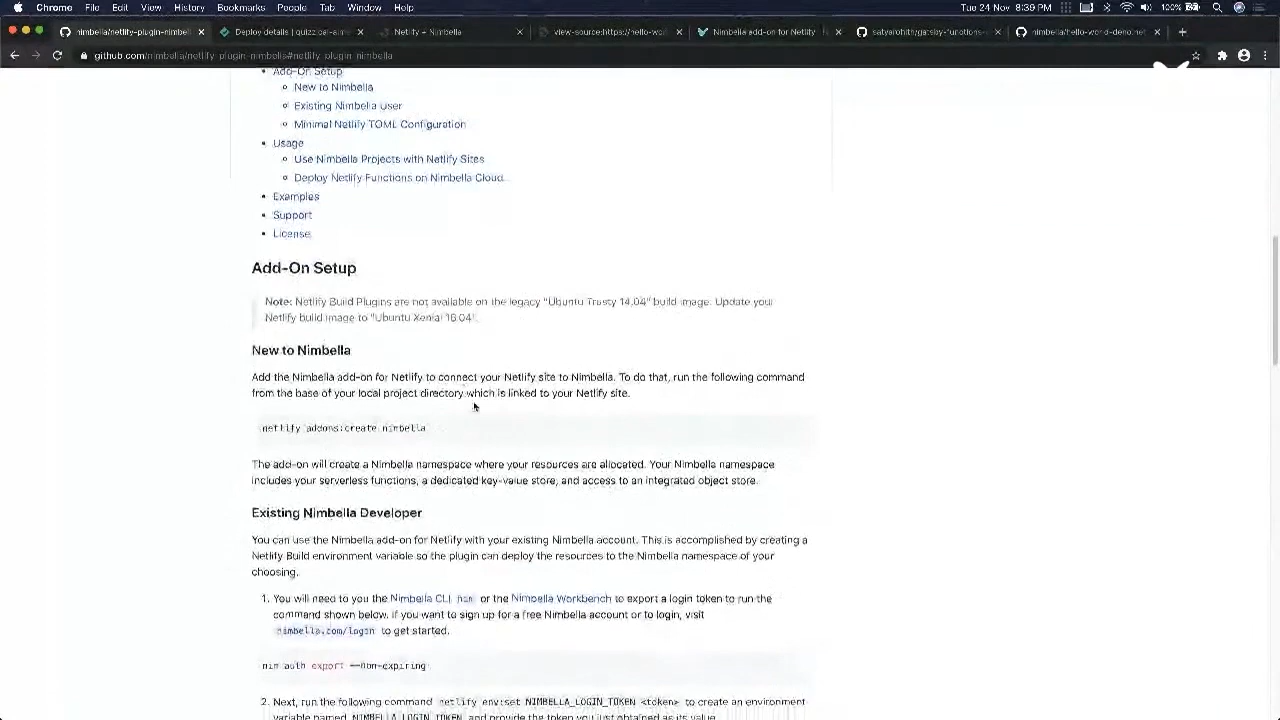 Chrome File Edit View History Bookmarks People Tab Window Help Tue 24 Nov 8:39 PM 100%
nimbella/netlify-plugin-nimbell Deploy details | quizzical-aim Netlify + Nimbella view-source:https://hello-wor Nimbella add-on for Netlify satyarohith/gatsby-functions- nimbella/hello-world-deno.net
github.com/nimbella/netlify-plugin-nimbella#netlify-plugin-nimbella
Add-On Setup
New to Nimbella
Existing Nimbella User
Minimal Netlify TOML Configuration
Usage
Use Nimbella Projects with Netlify Sites
Deploy Netlify Functions on Nimbella Cloud.
Examples
Support
License
Add-On Setup
Note: Netlify Build Plugins are not available on the legacy "Ubuntu Trusty 14.04" build image. Update your
Netlify build image to "Ubuntu Xenial 16.04".
New to Nimbella
Add the Nimbella add-on for Netlify to connect your Netlify site to Nimbella. To do that, run the following command
from the base of your local project directory which is linked to your Netlify site.
netlify addons:create nimbella
The add-on will create a Nimbella namespace where your resources are allocated. Your Nimbella namespace
includes your serverless functions, a dedicated key-value store, and access to an integrated object store.
Existing Nimbella Developer
You can use the Nimbella add-on for Netlify with your existing Nimbella account. This is accomplished by creating a
Netlify Build environment variable so the plugin can deploy the resources to the Nimbella namespace of your
choosing.
1. You will need to you the Nimbella CLI nim or the Nimbella Workbench to export a login token to run the
command shown below. If you want to sign up for a free Nimbella account or to login, visit
nimbella.com/login to get started.
nim auth export --non-expiring
2. Next, run the following command netlify env:set NIMBELLA_LOGIN_TOKEN <token> to create an environment
variable named NIMBELLA_LOGIN_TOKEN and provide the token you just obtained as its value.